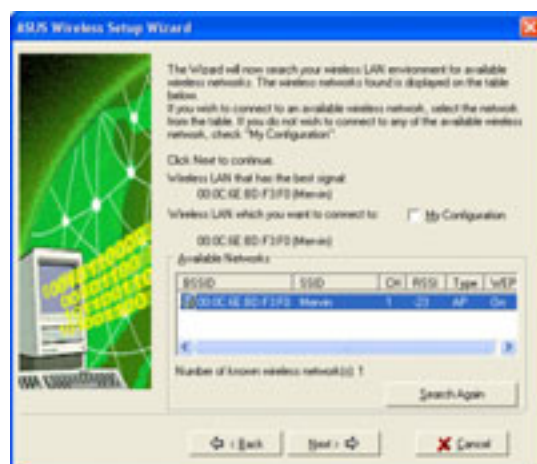 ASUS Wireless Setup Wizard
The Wizard will now search your wireless LAN environment for available
wireless networks. The wireless networks found is displayed on the table
below.
If you wish to connect to an available wireless network, select the network
from the table. If you do not wish to connect to any of the available wireless
network, check "My Configuration"
Click Next to continue.
Wireless LAN that has the best signal:
00:0C:6E:BD:F3:F0 (Mervin)
Wireless LAN which you want to connect to:
My Configuration
00:0C:6E:BD:F3:F0 (Mervin)
Available Networks
BSSID SSID CH RSSI Type WEP
00:0C:6E:BD:F3:F0 Mervin 1 -23 AP On
Number of known wireless network(s): 1
Search Again
< Back
Next >
Cancel